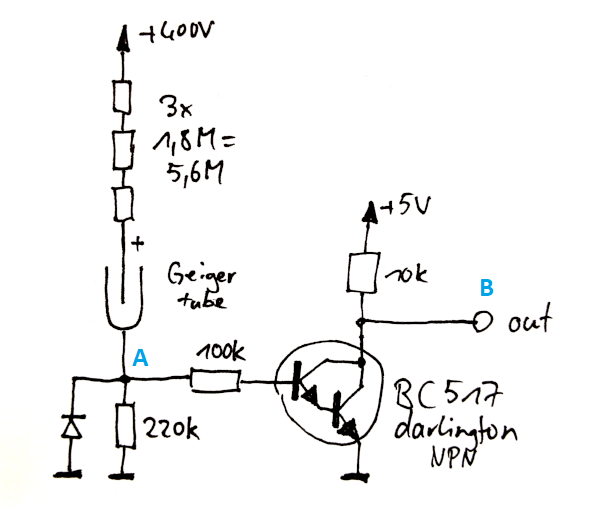 +400V
3x
1,8M=
5,6M
+
Geiger
tube
A
100k
220k
+5V
10k
B
out
BC517
darlington
NPN